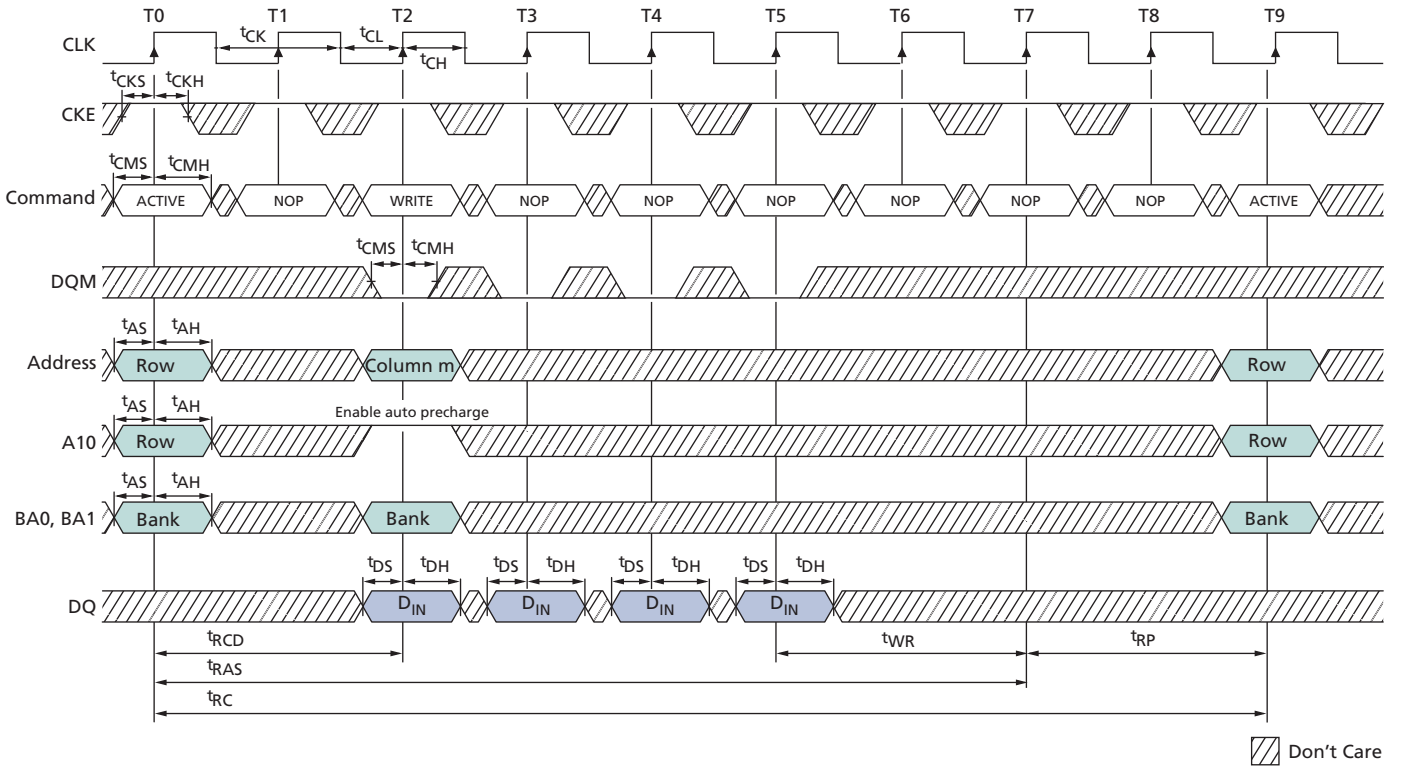 T0 T1 T2 T3 T4 T5 T6 T7 T8 T9
CLK
tCK tCL
tCH
tCKS tCKH
CKE
tCMS tCMH
Command ACTIVE NOP WRITE NOP NOP NOP NOP NOP NOP ACTIVE
tCMS tCMH
DQM
tAS tAH
Address Row Column m Row
tAS tAH Enable auto precharge
A10 Row Row
tAS tAH
BA0, BA1 Bank Bank Bank
tDS tDH tDS tDH tDS tDH tDS tDH
DQ DIN DIN DIN DIN
tRCD tWR tRP
tRAS
tRC
Don't Care